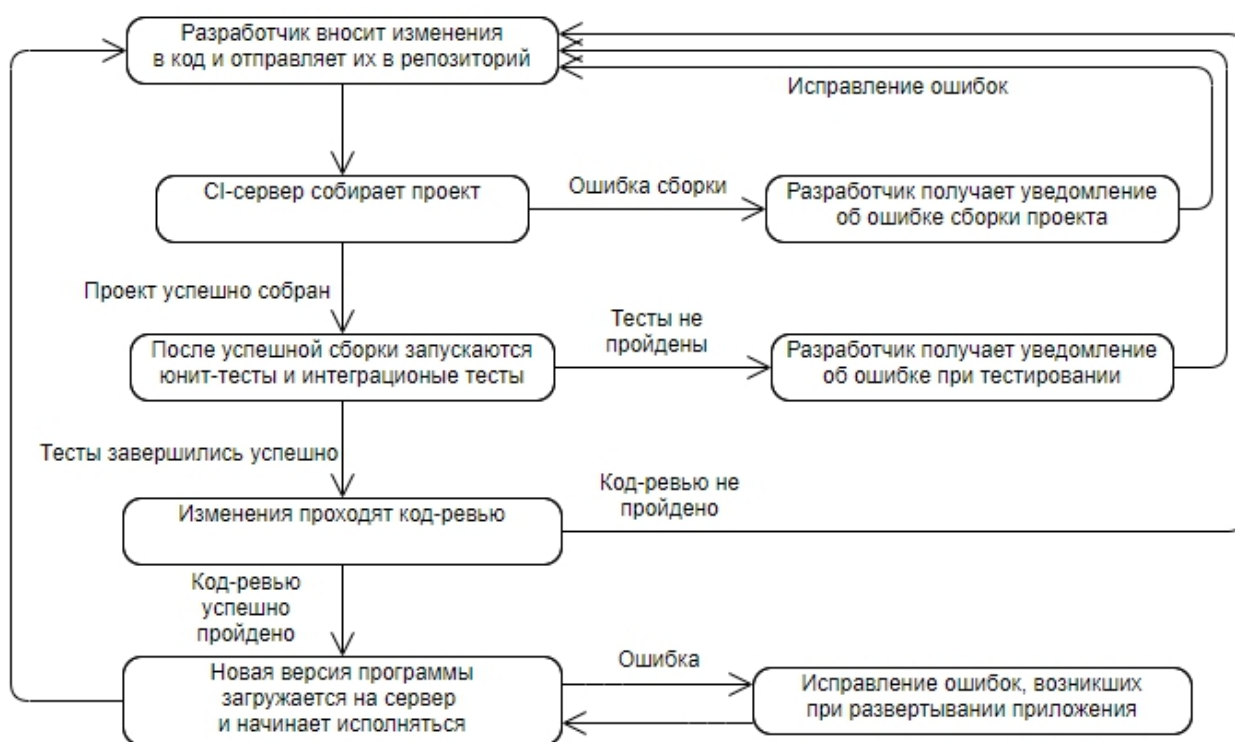 Разработчик вносит изменения
в код и отправляет их в репозиторий
Исправление ошибок
CI-сервер собирает проект
Ошибка сборки
Разработчик получает уведомление
об ошибке сборки проекта
Проект успешно собран
После успешной сборки запускаются
юнит-тесты и интеграционые тесты
Тесты не
пройдены
Разработчик получает уведомление
об ошибке при тестировании
Тесты завершились успешно
Изменения проходят код-ревью
Код-ревью не
пройдено
Код-ревью
успешно
пройдено
Новая версия программы
загружается на сервер
и начинает исполняться
Ошибка
Исправление ошибок, возникших
при развертывании приложения